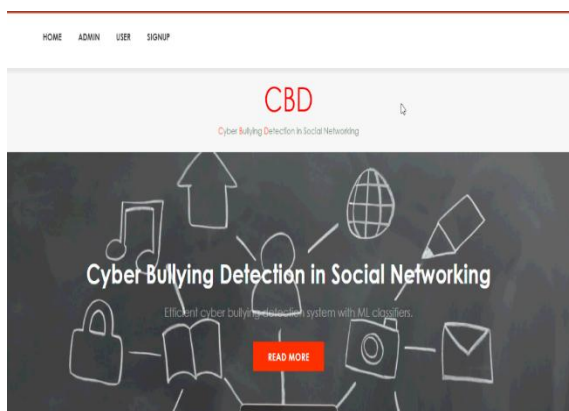 HOME ADMIN USER SIGNUP
CBD
Cyber Bullying Detection in Social Networking
Cyber Bullying Detection in Social Networking
Efficient cyber bullying detection system with ML classifiers.
READ MORE